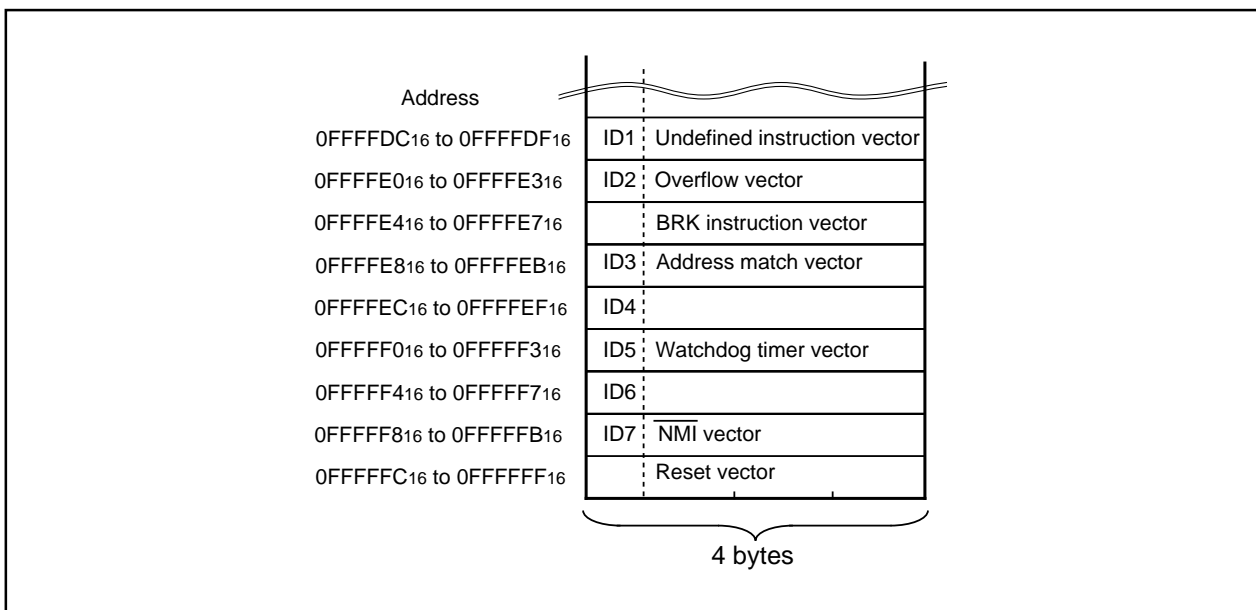 Address
0FFFFDC16 to 0FFFFDF16 ID1 Undefined instruction vector
0FFFFE016 to 0FFFFE316 ID2 Overflow vector
0FFFFE416 to 0FFFFE716 BRK instruction vector
0FFFFE816 to 0FFFFEB16 ID3 Address match vector
0FFFFEC16 to 0FFFFEF16 ID4
0FFFFF016 to 0FFFFF316 ID5 Watchdog timer vector
0FFFFF416 to 0FFFFF716 ID6
0FFFFF816 to 0FFFFFB16 ID7 N̅M̅I̅ vector
0FFFFFC16 to 0FFFFFF16 Reset vector
4 bytes